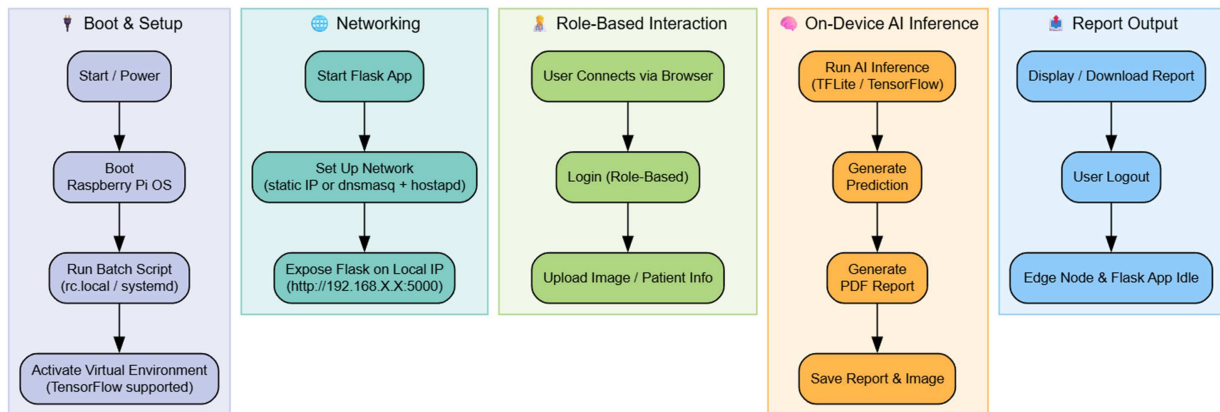 Boot & Setup
Start / Power
Boot
Raspberry Pi OS
Run Batch Script
(rc.local / systemd)
Activate Virtual Environment
(TensorFlow supported)
Networking
Start Flask App
Set Up Network
(static IP or dnsmasq + hostapd)
Expose Flask on Local IP
(http://192.168.X.X:5000)
Role-Based Interaction
User Connects via Browser
Login (Role-Based)
Upload Image / Patient Info
On-Device AI Inference
Run AI Inference
(TFLite / TensorFlow)
Generate
Prediction
Generate
PDF Report
Save Report & Image
Report Output
Display / Download Report
User Logout
Edge Node & Flask App Idle